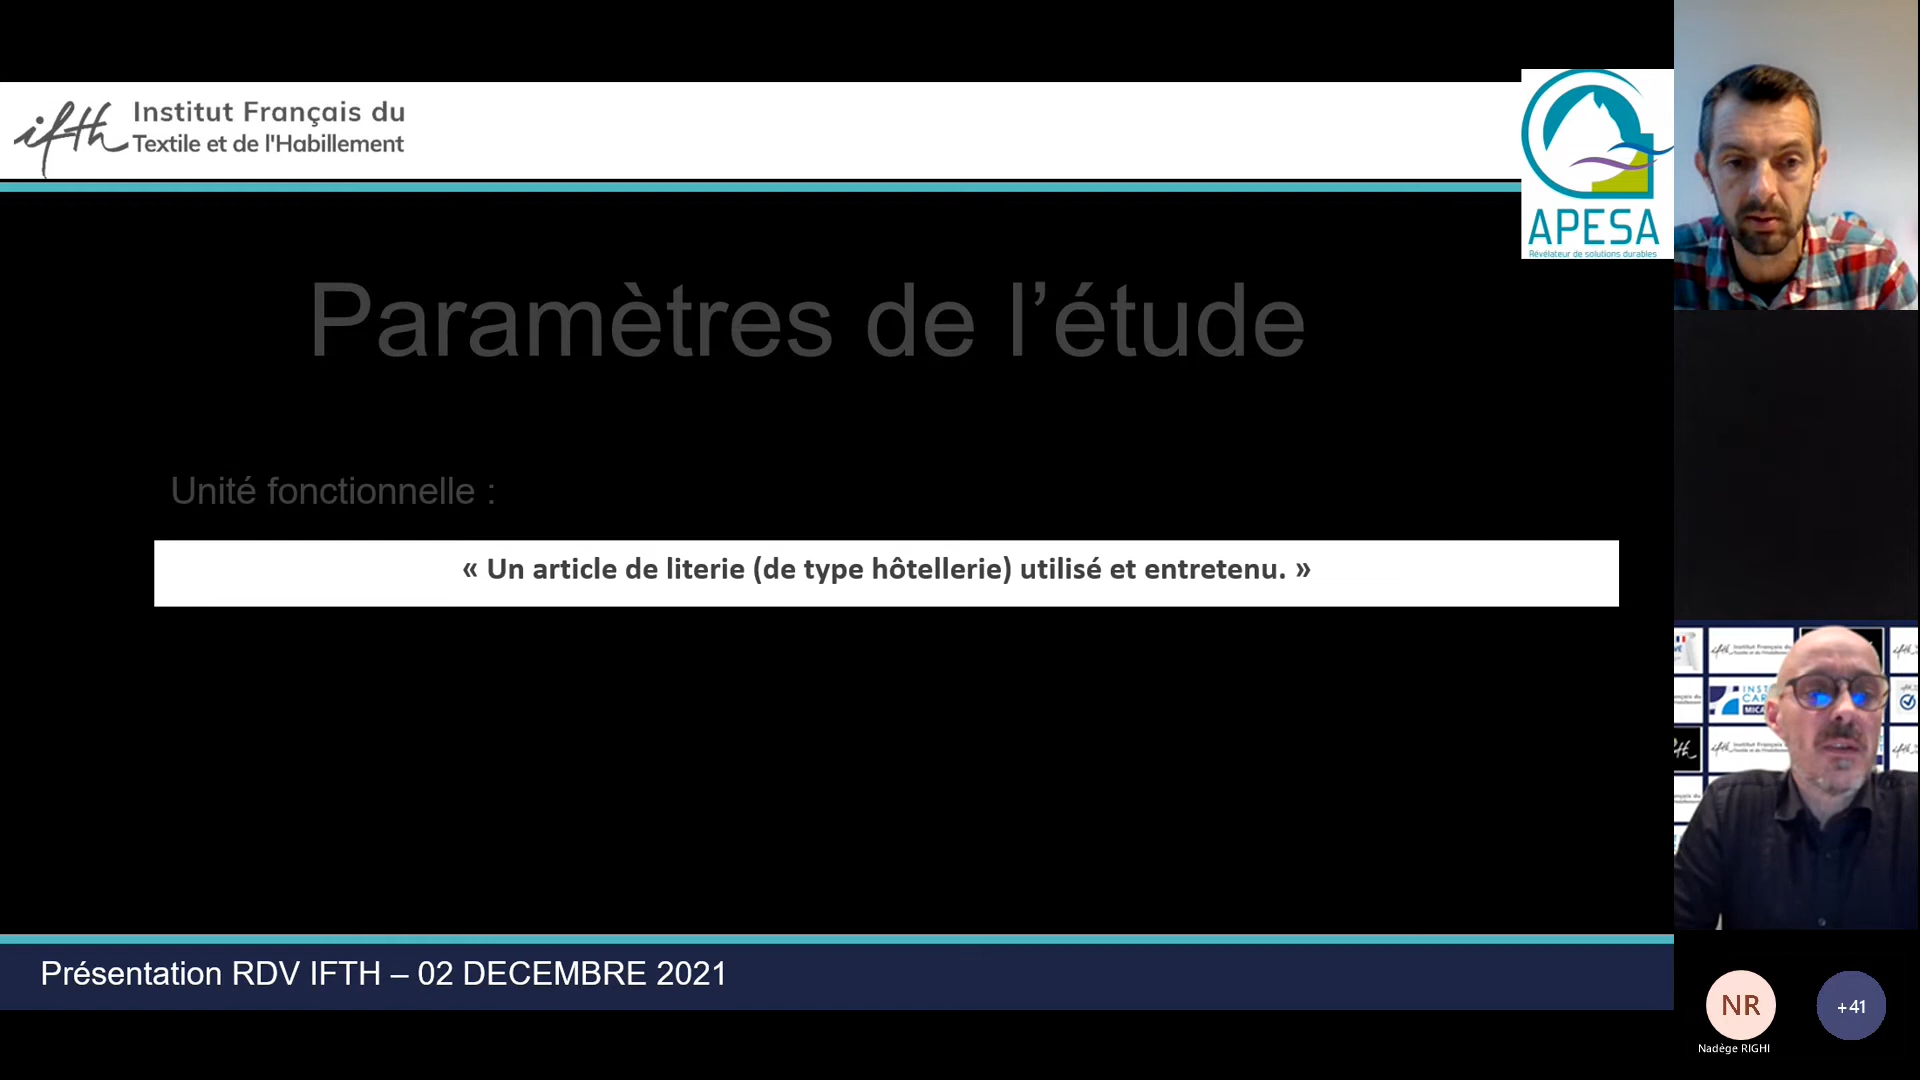 ifth
Institut Français du
Textile et de l'Habillement
APESA
Révélateur de solutions durables
Paramètres de l’étude
Unité fonctionnelle :
« Un article de literie (de type hôtellerie) utilisé et entretenu. »
Présentation RDV IFTH – 02 DECEMBRE 2021
NR
+41
Nadège RIGHI